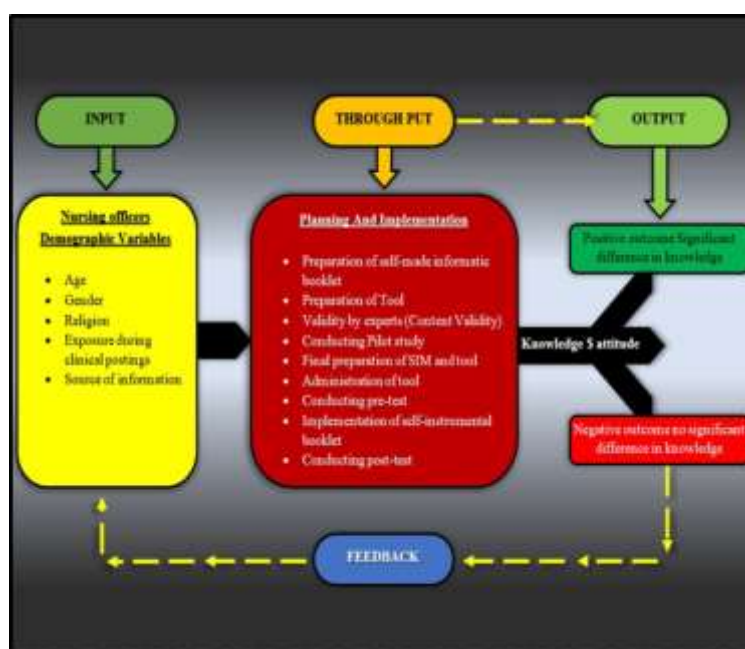 INPUT
THROUGH PUT
OUTPUT
Nursing officers
Demographic Variables
• Age
• Gender
• Religion
• Exposure during
clinical postings
• Source of information
Planning And Implementation
• Preparation of self-made informatic
booklet
• Preparation of Tool
• Validity by experts (Content Validity)
• Conducting Pilot study
• Final preparation of SIM and tool
• Administration of tool
• Conducting pre-test
• Implementation of self-instrumental
booklet
• Conducting post-test
Positive outcome Significant
difference in knowledge
Knowledge $ attitude
Negative outcome no significant
difference in knowledge
FEEDBACK